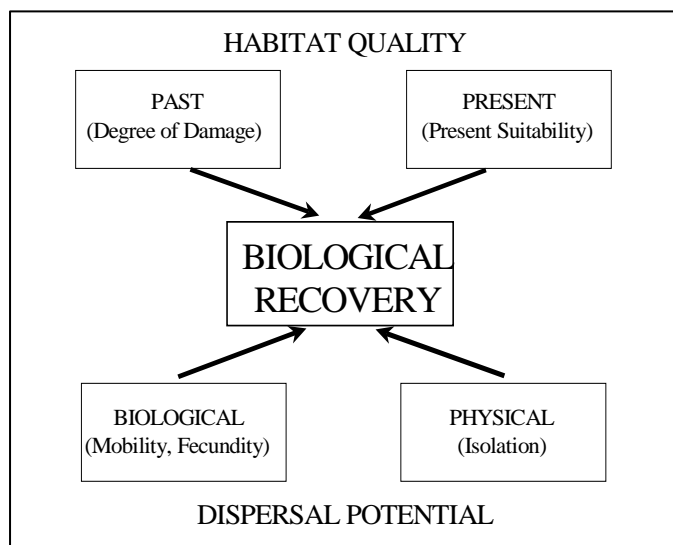 HABITAT QUALITY
PAST
(Degree of Damage)
PRESENT
(Present Suitability)
BIOLOGICAL
RECOVERY
BIOLOGICAL
(Mobility, Fecundity)
PHYSICAL
(Isolation)
DISPERSAL POTENTIAL